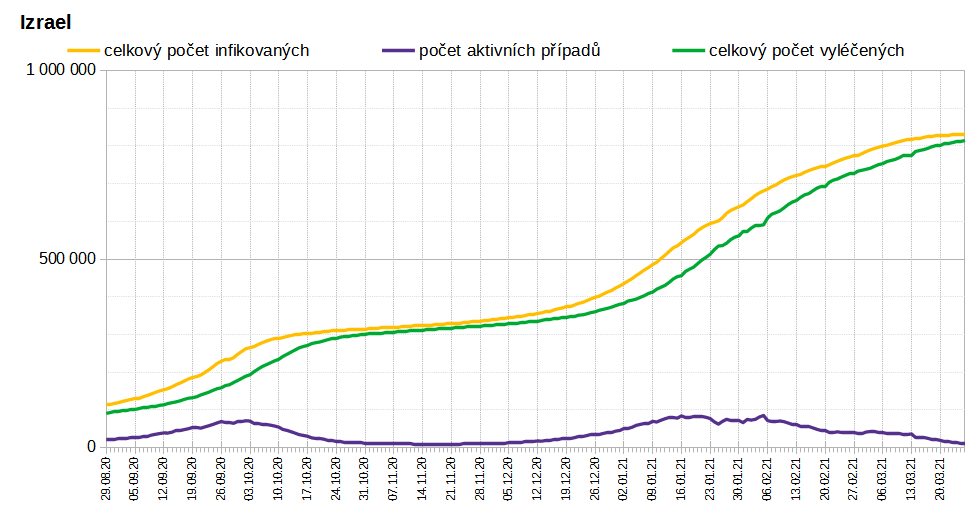 Izrael
celkový počet infikovaných počet aktivních případů celkový počet vyléčených
1 000 000
500 000
0
29.08.20 05.09.20 12.09.20 19.09.20 26.09.20 03.10.20 10.10.20 17.10.20 24.10.20 31.10.20 07.11.20 14.11.20 21.11.20 28.11.20 05.12.20 12.12.20 19.12.20 26.12.20 02.01.21 09.01.21 16.01.21 23.01.21 30.01.21 06.02.21 13.02.21 20.02.21 27.02.21 06.03.21 13.03.21 20.03.21